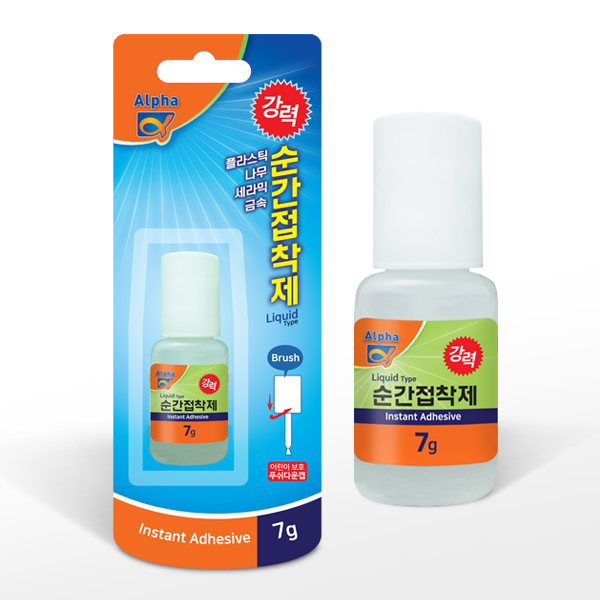 Alpha
강력
플라스틱
나무
세라믹
금속
순간접착제
Liquid
Type
Brush
어린이 보호
푸쉬다운캡
Instant Adhesive
7g
Alpha
강력
Liquid Type
순간접착제
Instant Adhesive
7g
Alpha
강력
Liquid Type
순간접착제
Instant Adhesive
7g